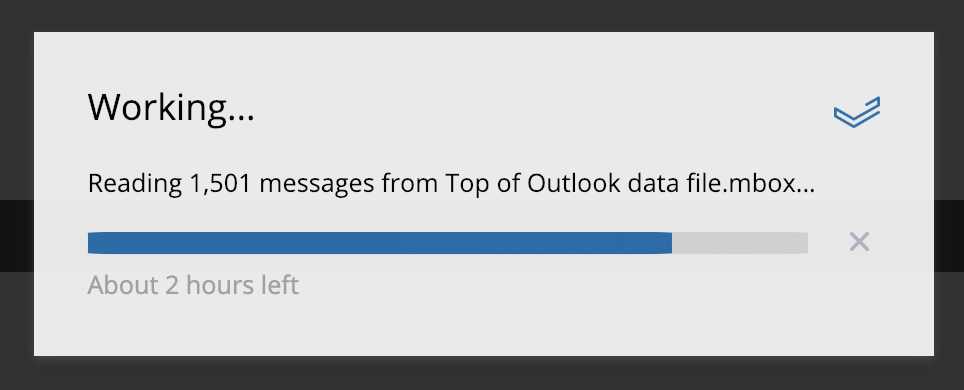 Working...
Reading 1,501 messages from Top of Outlook data file.mbox...
About 2 hours left